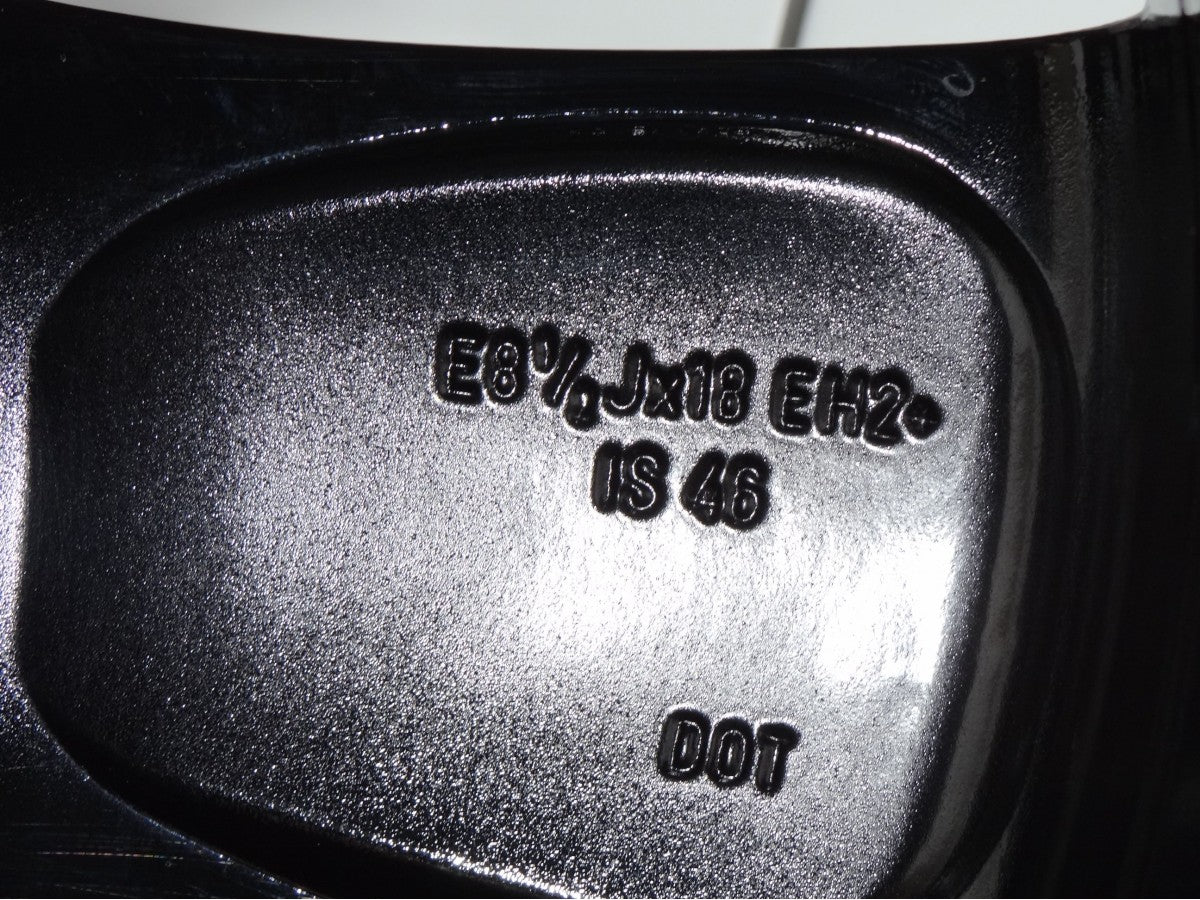 E8½Jx18 EH2+
IS 46
DOT